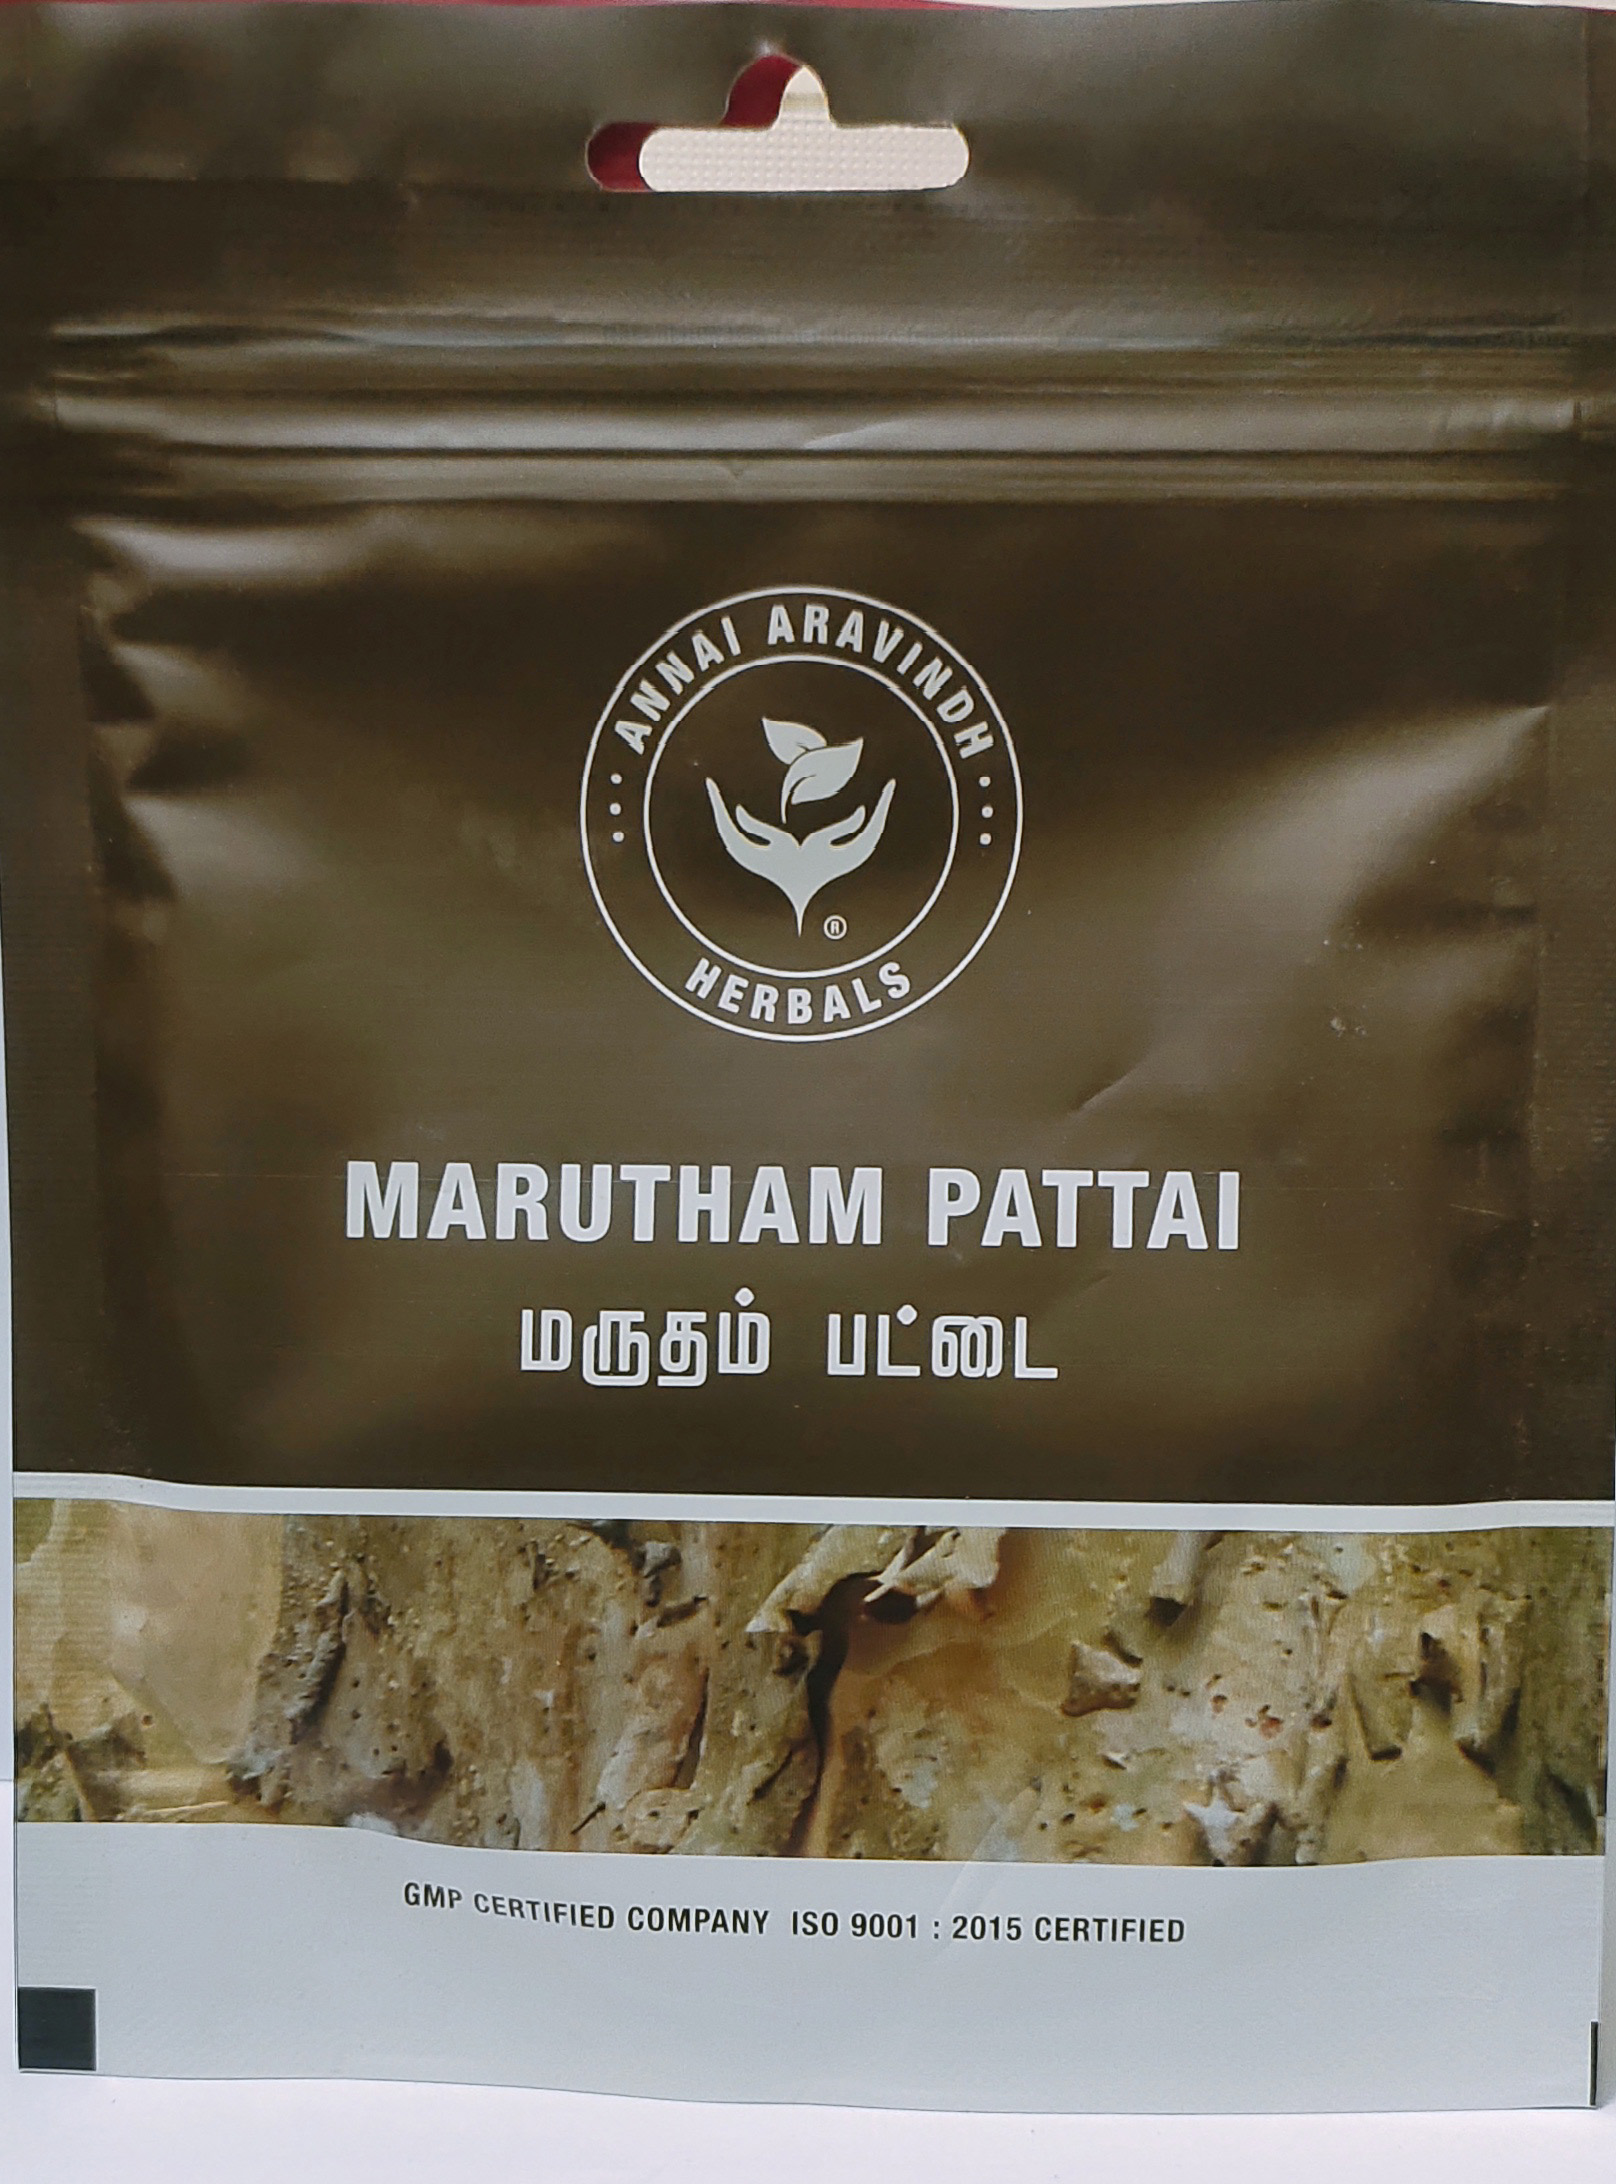 ANNAI ARAVINDH
®
HERBALS
MARUTHAM PATTAI
மருதம் பட்டை
GMP CERTIFIED COMPANY ISO 9001 : 2015 CERTIFIED